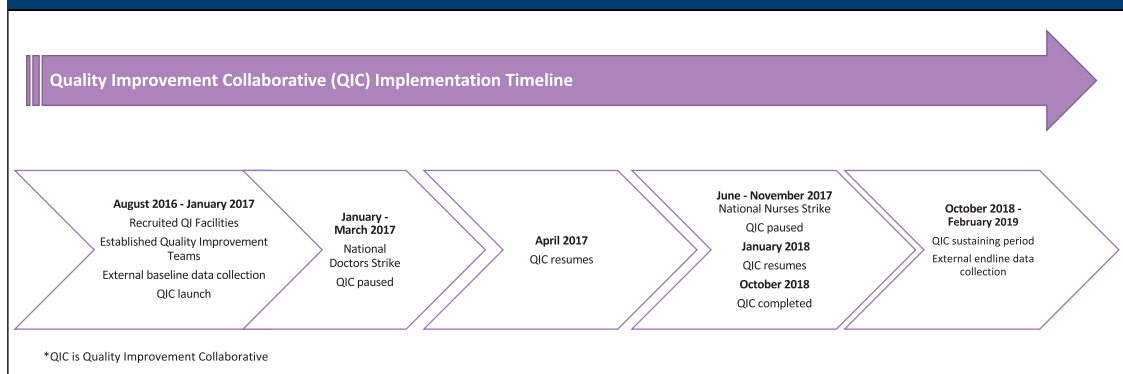 Quality Improvement Collaborative (QIC) Implementation Timeline
August 2016 - January 2017
Recruited QI Facilities
Established Quality Improvement
Teams
External baseline data collection
QIC launch
January -
March 2017
National
Doctors Strike
QIC paused
April 2017
QIC resumes
June - November 2017
National Nurses Strike
QIC paused
January 2018
QIC resumes
October 2018
QIC completed
October 2018 -
February 2019
QIC sustaining period
External endline data
collection
*QIC is Quality Improvement Collaborative